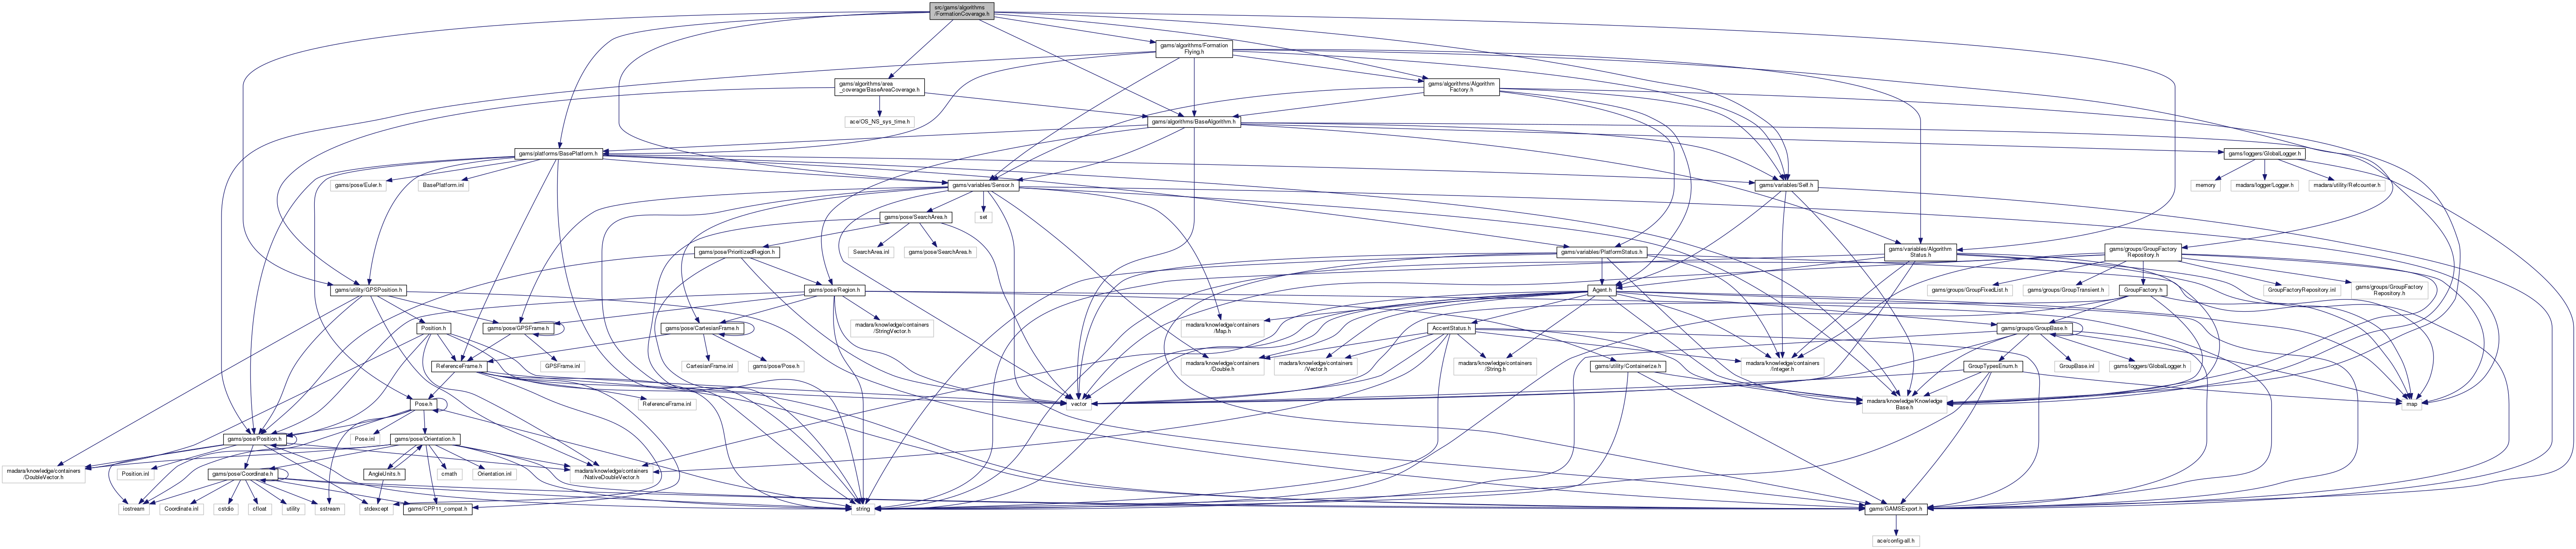 src/gams/algorithms
/FormationCoverage.h
gams/algorithms/Formation
Flying.h
gams/algorithms/area
_coverage/BaseAreaCoverage.h
gams/algorithms/Algorithm
Factory.h
ace/OS_NS_sys_time.h
gams/algorithms/BaseAlgorithm.h
gams/platforms/BasePlatform.h
gams/loggers/GlobalLogger.h
gams/pose/Euler.h
BasePlatform.inl
gams/variables/Sensor.h
gams/variables/Self.h
memory
madara/logger/Logger.h
madara/utility/Refcounter.h
gams/pose/SearchArea.h
set
gams/pose/PrioritizedRegion.h
SearchArea.inl
gams/pose/SearchArea.h
gams/variables/PlatformStatus.h
gams/variables/Algorithm
Status.h
gams/groups/GroupFactory
Repository.h
gams/utility/GPSPosition.h
gams/pose/Region.h
Agent.h
gams/groups/GroupFixedList.h
gams/groups/GroupTransient.h
GroupFactory.h
GroupFactoryRepository.inl
gams/groups/GroupFactory
Repository.h
Position.h
gams/pose/GPSFrame.h
gams/pose/CartesianFrame.h
madara/knowledge/containers
/StringVector.h
madara/knowledge/containers
/Map.h
AccentStatus.h
gams/groups/GroupBase.h
ReferenceFrame.h
GPSFrame.inl
CartesianFrame.inl
gams/pose/Pose.h
madara/knowledge/containers
/Double.h
madara/knowledge/containers
/Vector.h
madara/knowledge/containers
/String.h
gams/utility/Containerize.h
madara/knowledge/containers
/Integer.h
GroupTypesEnum.h
GroupBase.inl
gams/loggers/GlobalLogger.h
Pose.h
ReferenceFrame.inl
vector
madara/knowledge/Knowledge
Base.h
map
gams/pose/Position.h
Pose.inl
gams/pose/Orientation.h
madara/knowledge/containers
/DoubleVector.h
Position.inl
gams/pose/Coordinate.h
AngleUnits.h
cmath
Orientation.inl
madara/knowledge/containers
/NativeDoubleVector.h
iostream
Coordinate.inl
cstdio
cfloat
utility
sstream
stdexcept
gams/CPP11_compat.h
string
gams/GAMSExport.h
ace/config-all.h